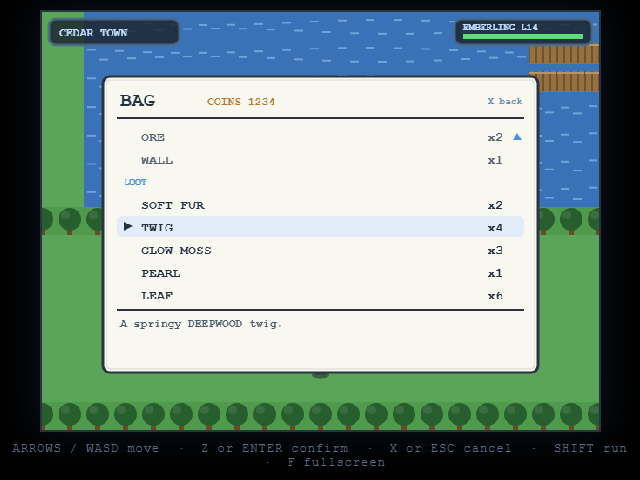 CEDAR TOWN
EMBERLING L14
BAG COINS 1234 X back
ORE x2
WALL x1
LOOT
SOFT FUR x2
TWIG x4
GLOW MOSS x3
PEARL x1
LEAF x6
A springy DEEPWOOD twig.
ARROWS / WASD move · Z or ENTER confirm · X or ESC cancel · SHIFT run
· F fullscreen